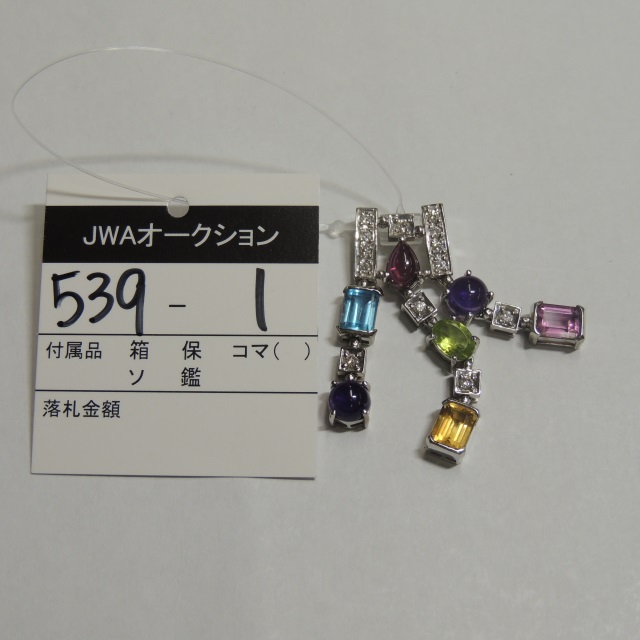 JWAオークション
539 - 1
付属品 箱 保 コマ( )
ソ 鑑
落札金額